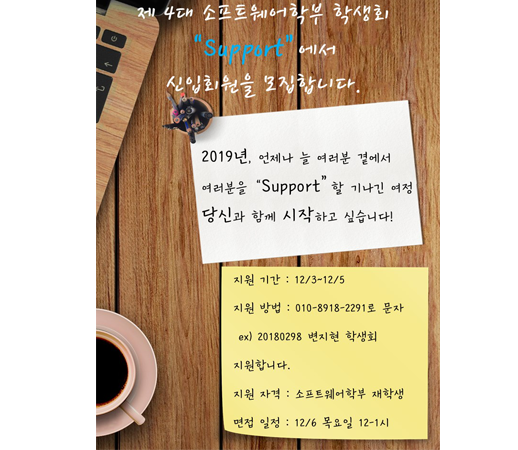 제 4대 소프트웨어학부 학생회
“Support”에서
신입회원을 모집합니다.
2019년, 언제나 늘 여러분 곁에서
여러분을 “Support”할 기나긴 여정
당신과 함께 시작하고 싶습니다!
지원 기간 : 12/3~12/5
지원 방법 : 010-8918-2291로 문자
ex) 20180298 변지현 학생회
지원합니다.
지원 자격 : 소프트웨어학부 재학생
면접 일정 : 12/6 목요일 12-1시